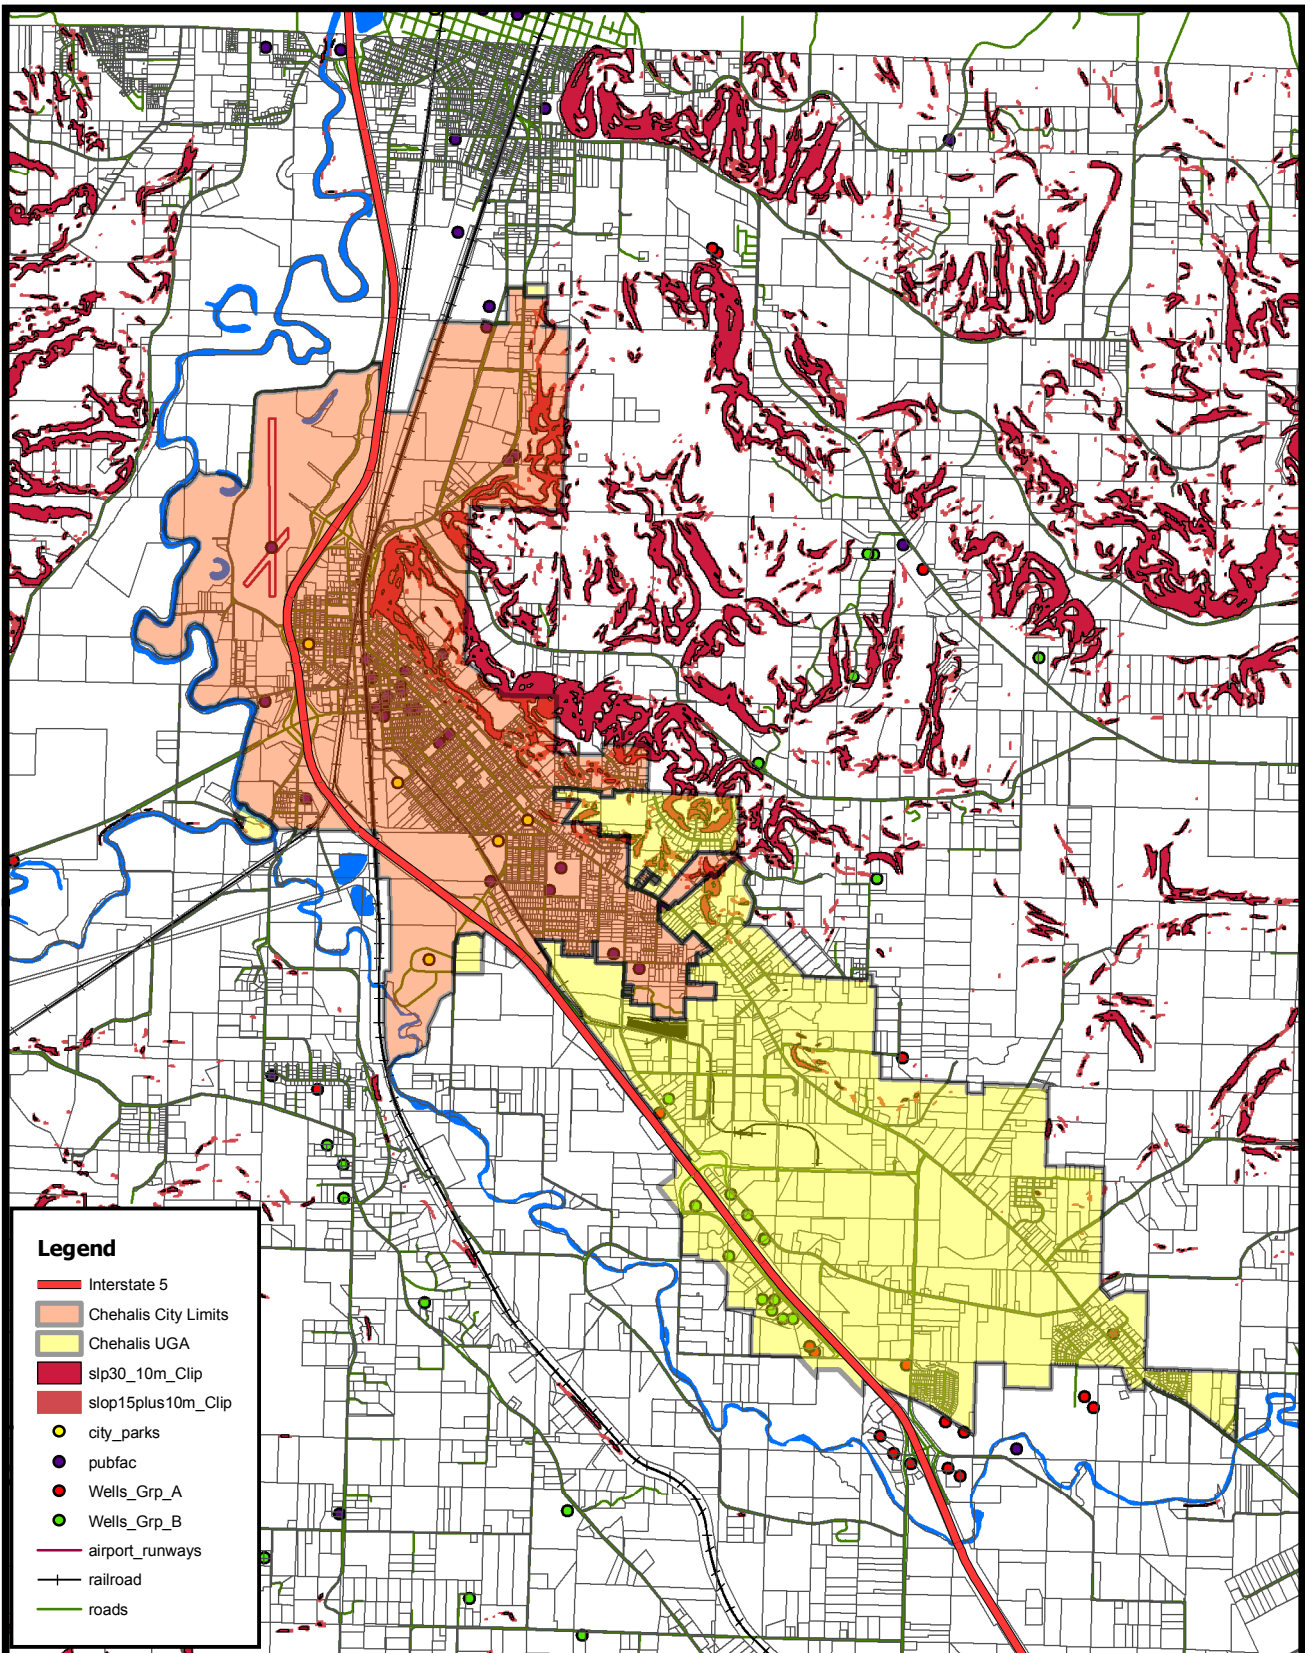 Legend
Interstate 5
Chehalis City Limits
Chehalis UGA
slp30_10m_Clip
slop15plus10m_Clip
city_parks
pubfac
Wells_Grp_A
Wells_Grp_B
airport_runways
railroad
roads